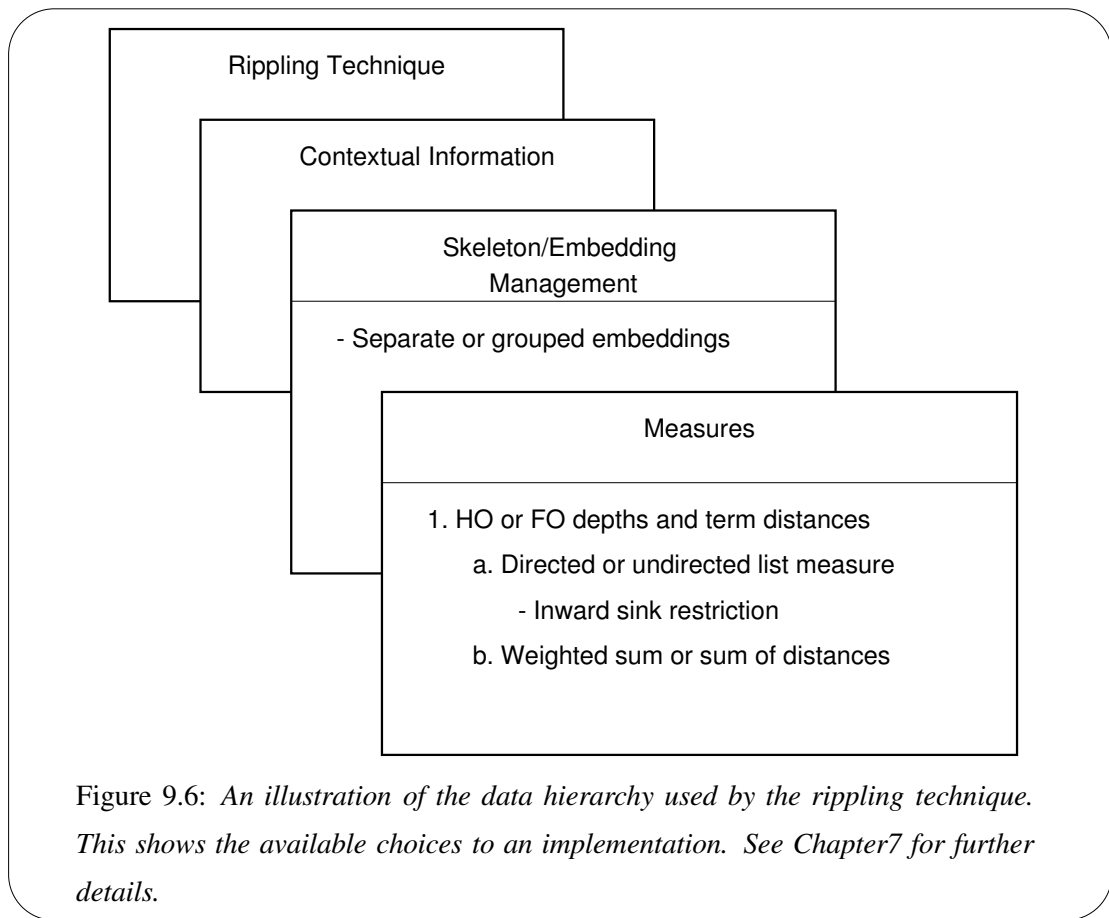 Rippling Technique
Contextual Information
Skeleton/Embedding
Management
- Separate or grouped embeddings
Measures
1. HO or FO depths and term distances
a. Directed or undirected list measure
- Inward sink restriction
b. Weighted sum or sum of distances
Figure 9.6: An illustration of the data hierarchy used by the rippling technique.
This shows the available choices to an implementation. See Chapter7 for further
details.